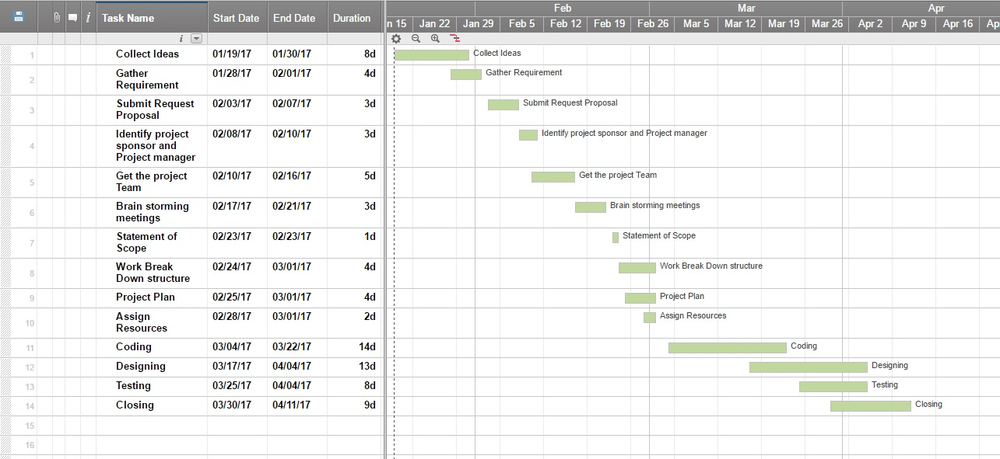 Feb Mar Apr
i Task Name Start Date End Date Duration n 15 Jan 22 Jan 29 Feb 5 Feb 12 Feb 19 Feb 26 Mar 5 Mar 12 Mar 19 Mar 26 Apr 2 Apr 9 Apr 16 Ap
i
1 Collect Ideas 01/19/17 01/30/17 8d Collect Ideas
2 Gather 01/28/17 02/01/17 4d Gather Requirement
Requirement
3 Submit Request 02/03/17 02/07/17 3d Submit Request Proposal
Proposal
4 Identify project 02/08/17 02/10/17 3d Identify project sponsor and Project manager
sponsor and
Project manager
5 Get the project 02/10/17 02/16/17 5d Get the project Team
Team
6 Brain storming 02/17/17 02/21/17 3d Brain storming meetings
meetings
7 Statement of 02/23/17 02/23/17 1d Statement of Scope
Scope
8 Work Break 02/24/17 03/01/17 4d Work Break Down structure
Down structure
9 Project Plan 02/25/17 03/01/17 4d Project Plan
10 Assign 02/28/17 03/01/17 2d Assign Resources
Resources
11 Coding 03/04/17 03/22/17 14d Coding
12 Designing 03/17/17 04/04/17 13d Designing
13 Testing 03/25/17 04/04/17 8d Testing
14 Closing 03/30/17 04/11/17 9d Closing
15
16